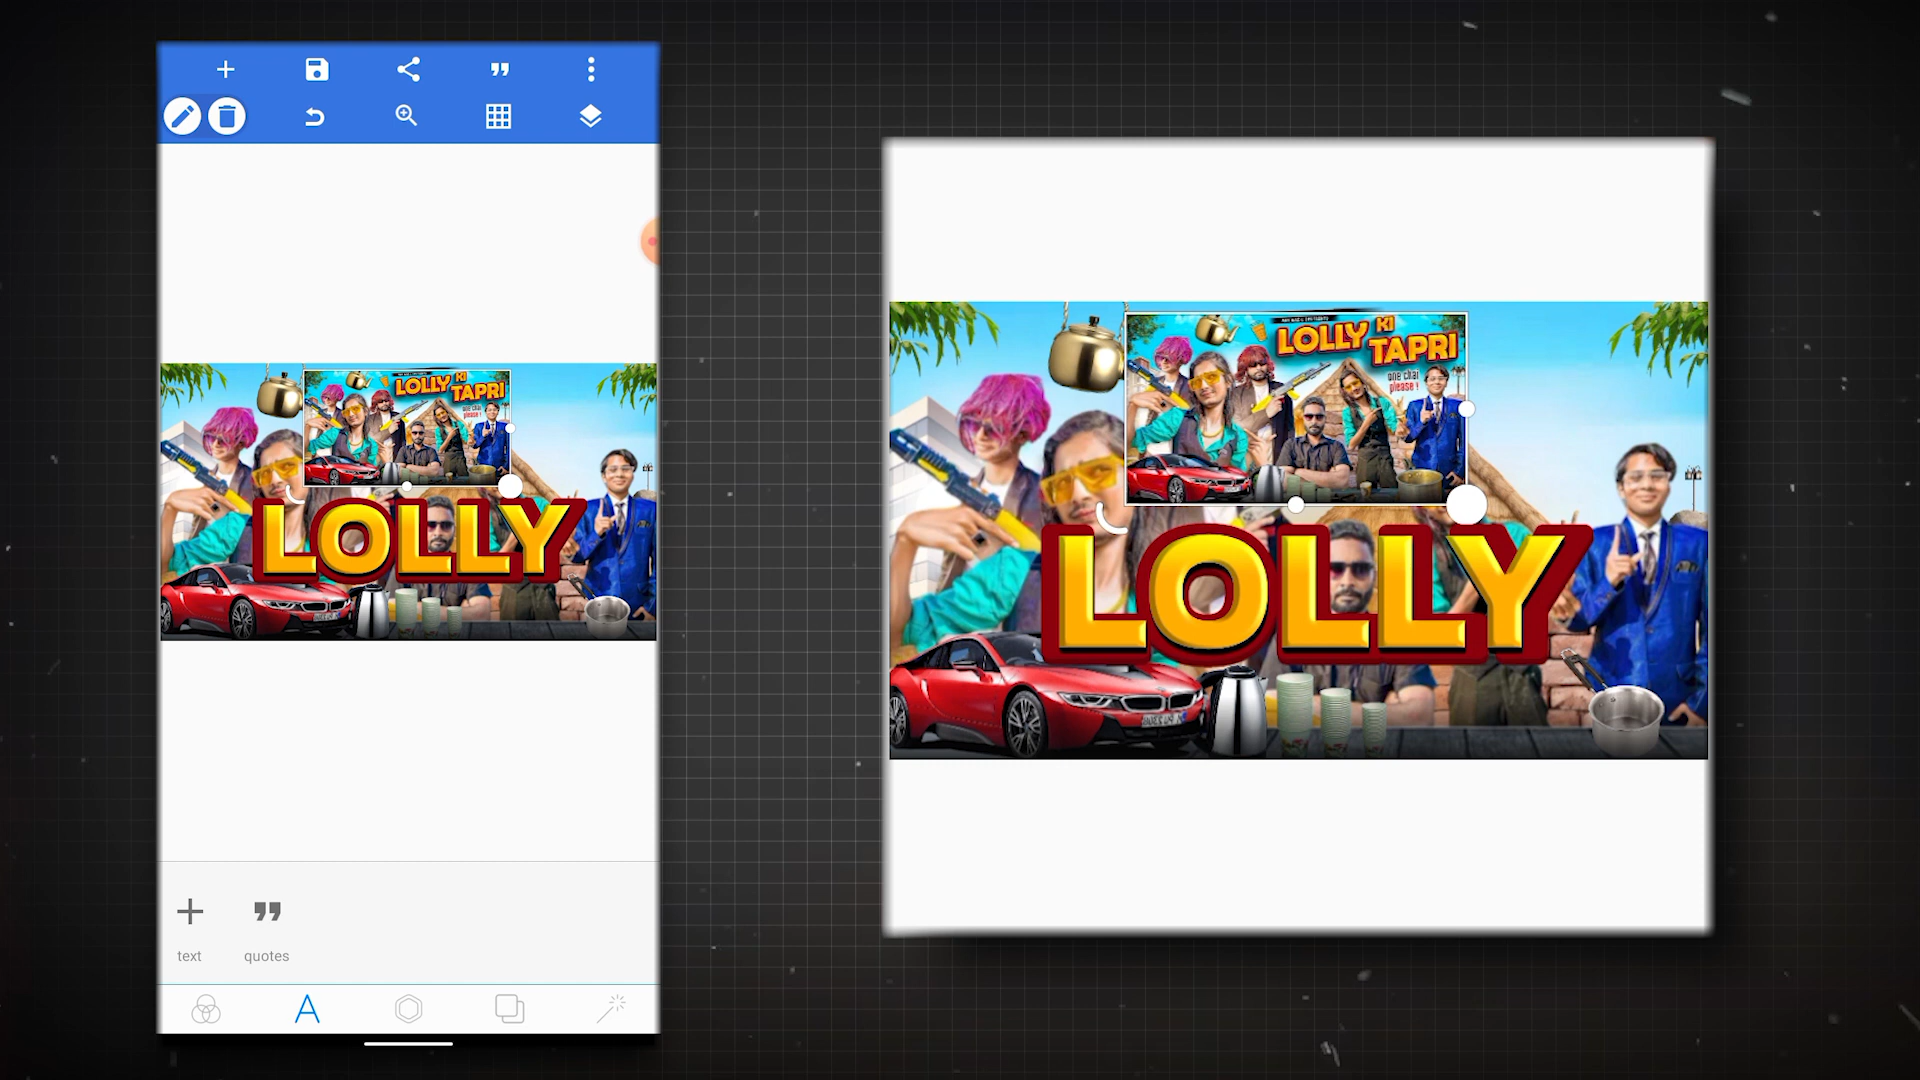 LOLLY KI
TAPRI
one chai
please !
LOLLY
text
quotes
LOLLY KI
TAPRI
one chai
please !
LOLLY